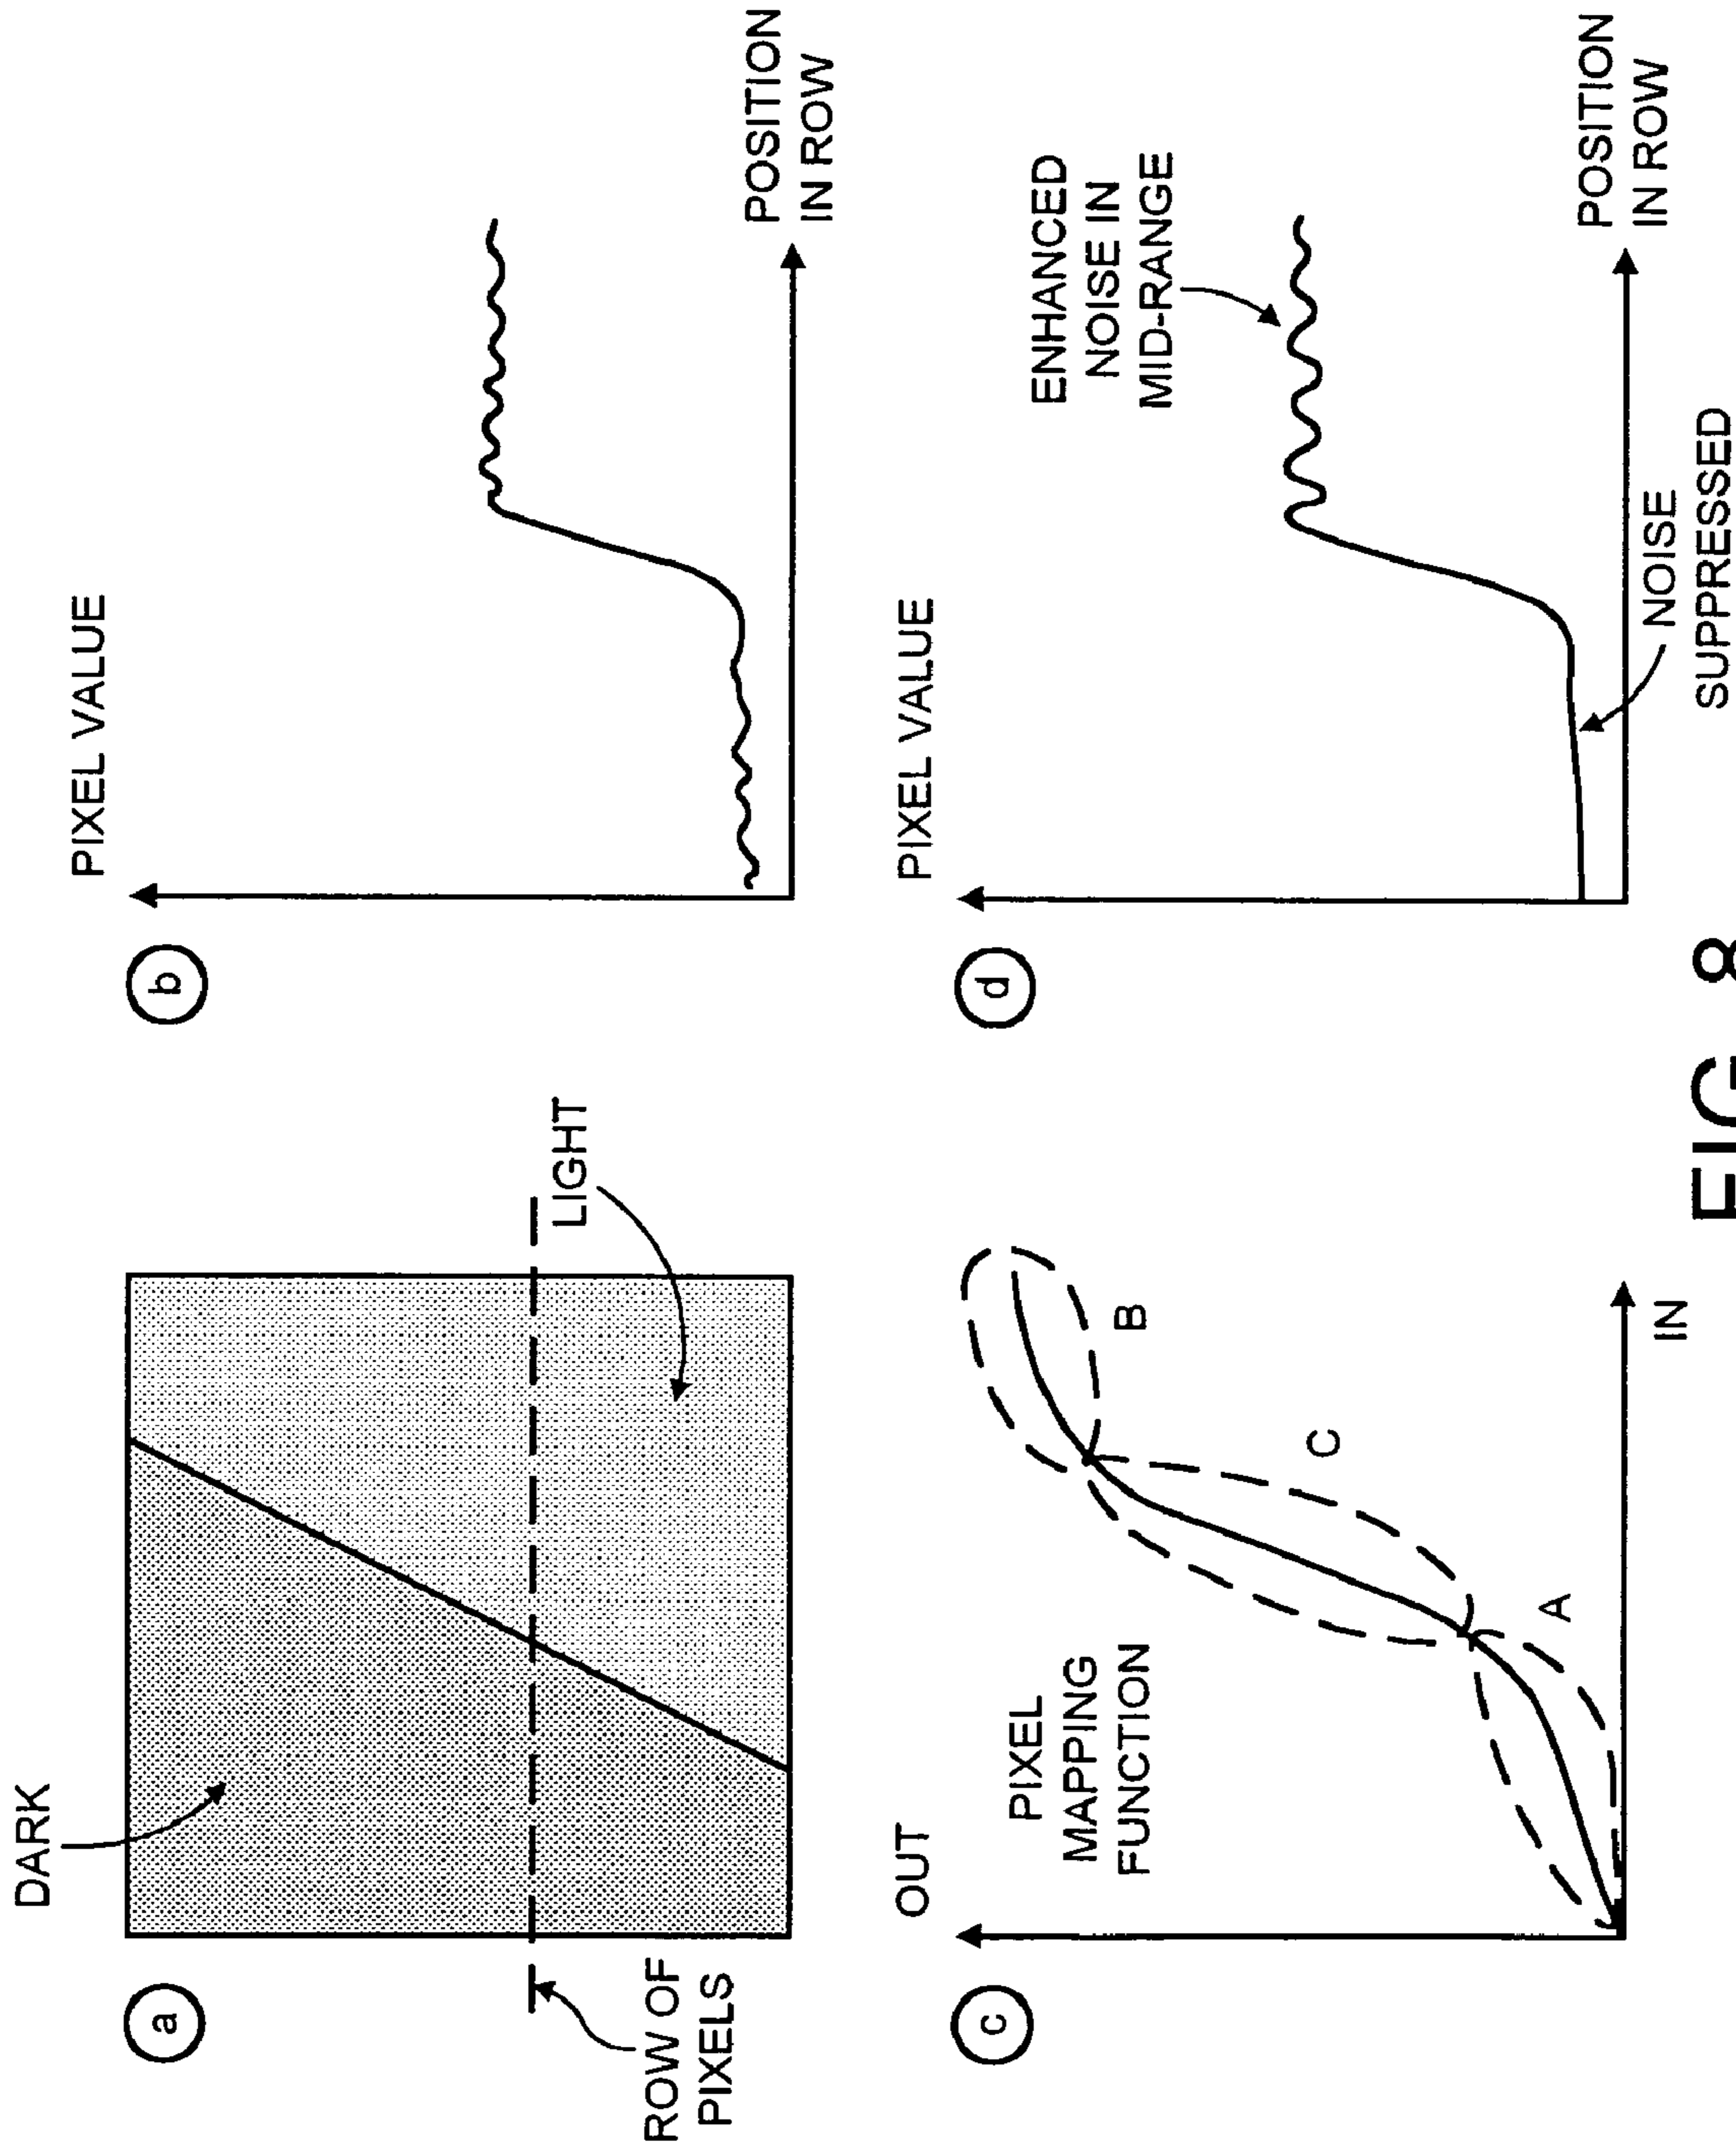 a
DARK
LIGHT
ROW OF
PIXELS
b
PIXEL VALUE
POSITION
IN ROW
c
OUT
PIXEL
MAPPING
FUNCTION
B
C
A
IN
d
PIXEL VALUE
ENHANCED
NOISE IN
MID-RANGE
POSITION
IN ROW
NOISE
SUPPRESSED
FIG. 8